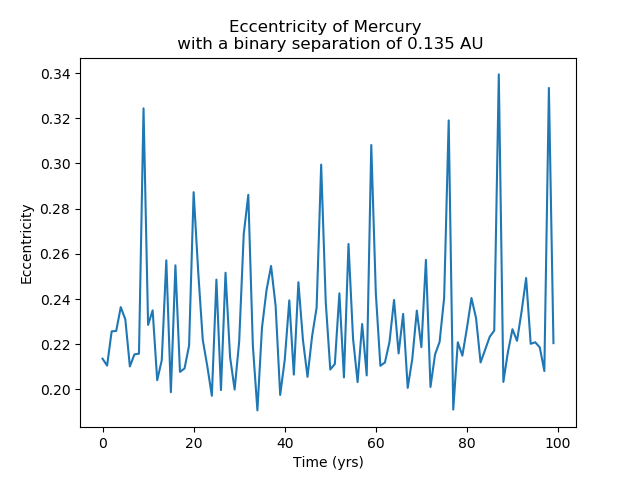 Eccentricity of Mercury
with a binary separation of 0.135 AU
0.34
0.32
0.30
0.28
0.26
0.24
0.22
0.20
Eccentricity
0 20 40 60 80 100
Time (yrs)